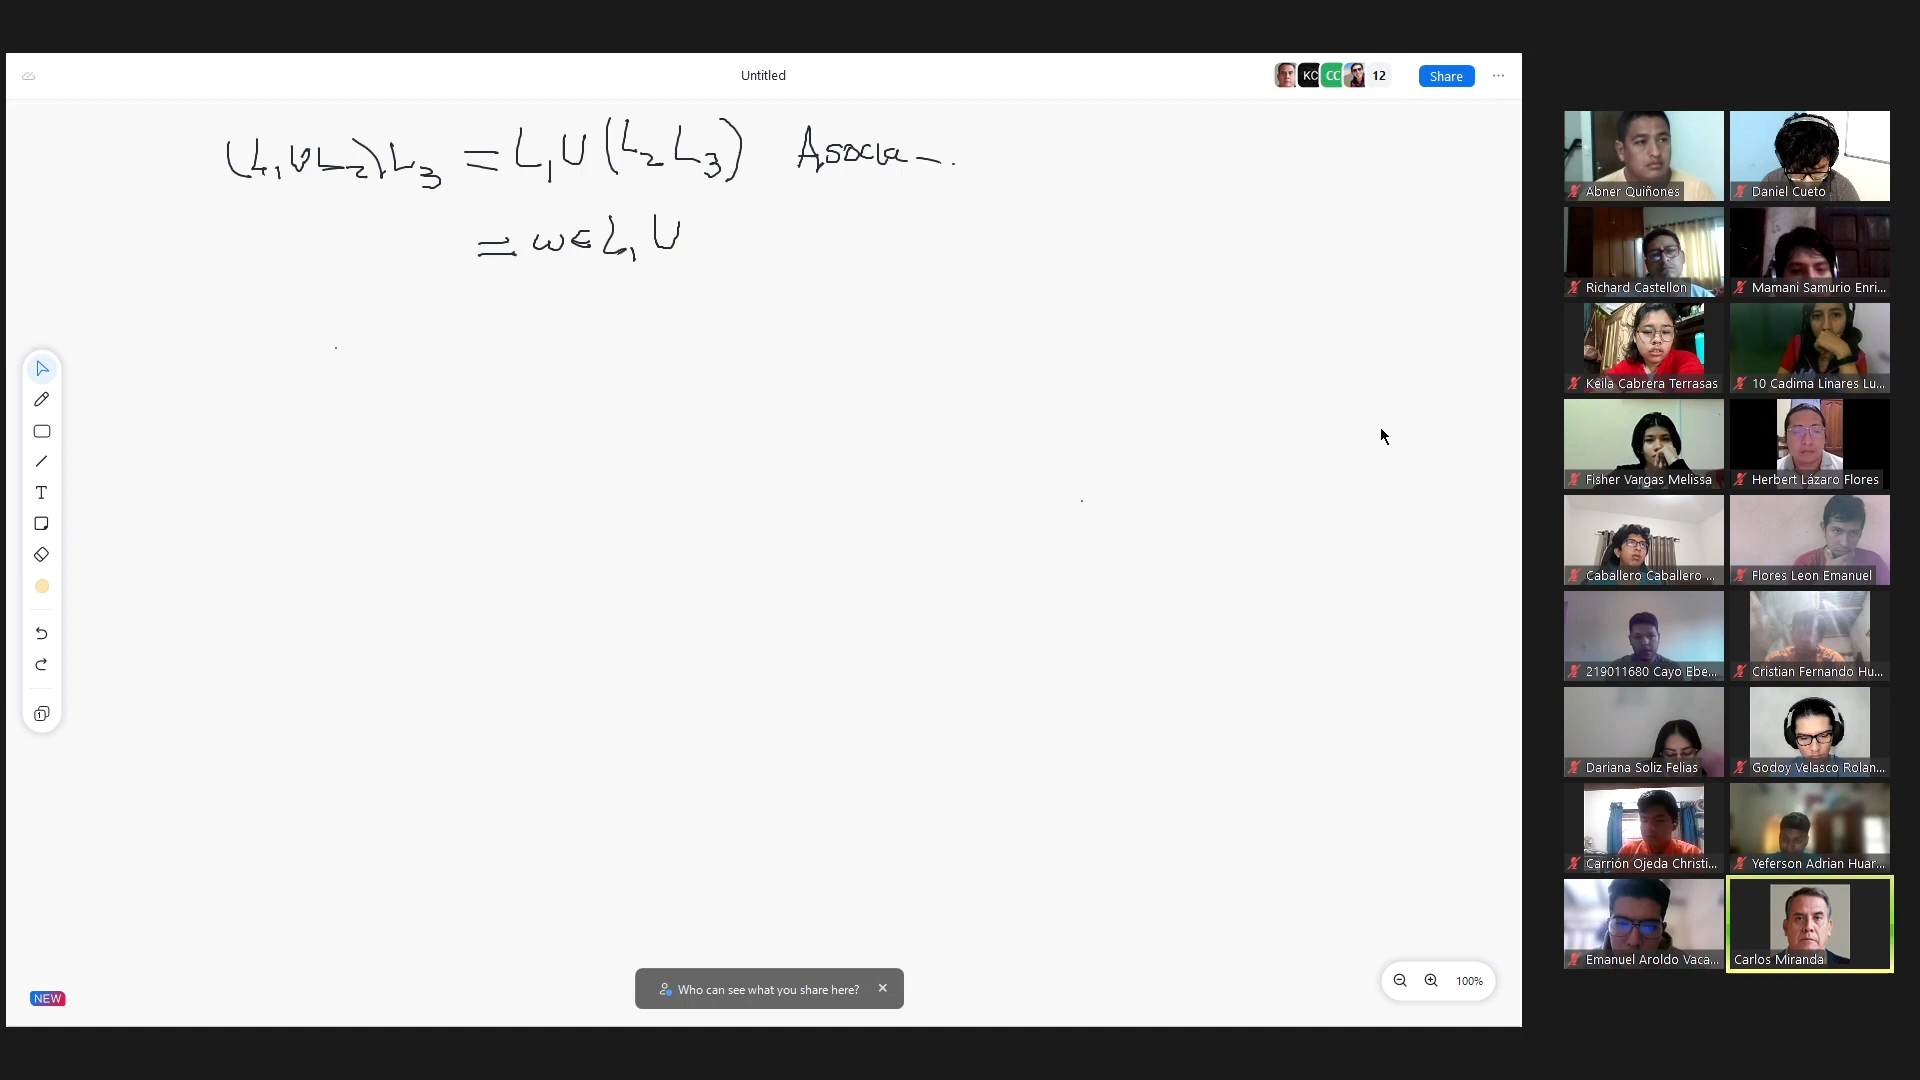 Untitled
KC CC 12 Share
(L₁∪L₂)L₃ = L₁∪(L₂L₃) Asocia
= w∈L₁∪
T
1
NEW
Who can see what you share here?
100%
Abner Quiñones
Daniel Cueto
Richard Castellon
Mamani Samurio Enri...
Keila Cabrera Terrasas
10 Cadima Linares Lu...
Fisher Vargas Melissa
Herbert Lázaro Flores
Caballero Caballero ...
Flores Leon Emanuel
219011680 Cayo Ebe...
Cristian Fernando Hu...
Dariana Soliz Felias
Godoy Velasco Rolan...
Carrión Ojeda Christi...
Yeferson Adrian Huar...
Emanuel Aroldo Vaca...
Carlos Miranda